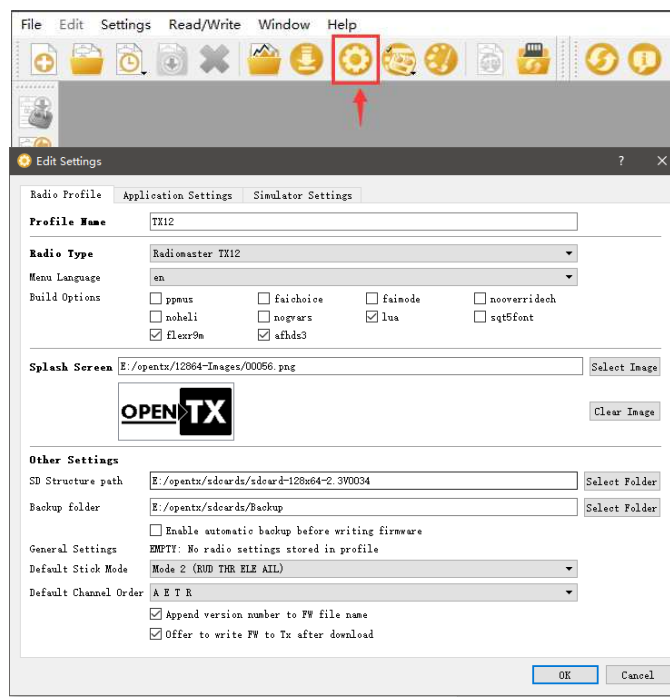 File Edit Settings Read/Write Window Help
Edit Settings ? ×
Radio Profile Application Settings Simulator Settings
Profile Name TX12
Radio Type Radiomaster TX12
Menu Language en
Build Options ppmus faichoice faimode nooverridech
noheli nogvars lua sqt5font
flexr9m afhds3
Splash Screen E:/opentx/12864-Images/00056.png Select Image
OPEN TX Clear Image
Other Settings
SD Structure path E:/opentx/sdcards/sdcard-128x64-2.3V0034 Select Folder
Backup folder E:/opentx/sdcards/Backup Select Folder
Enable automatic backup before writing firmware
General Settings EMPTY: No radio settings stored in profile
Default Stick Mode Mode 2 (RUD THR ELE AIL)
Default Channel Order A E T R
Append version number to FW file name
Offer to write FW to Tx after download
OK Cancel